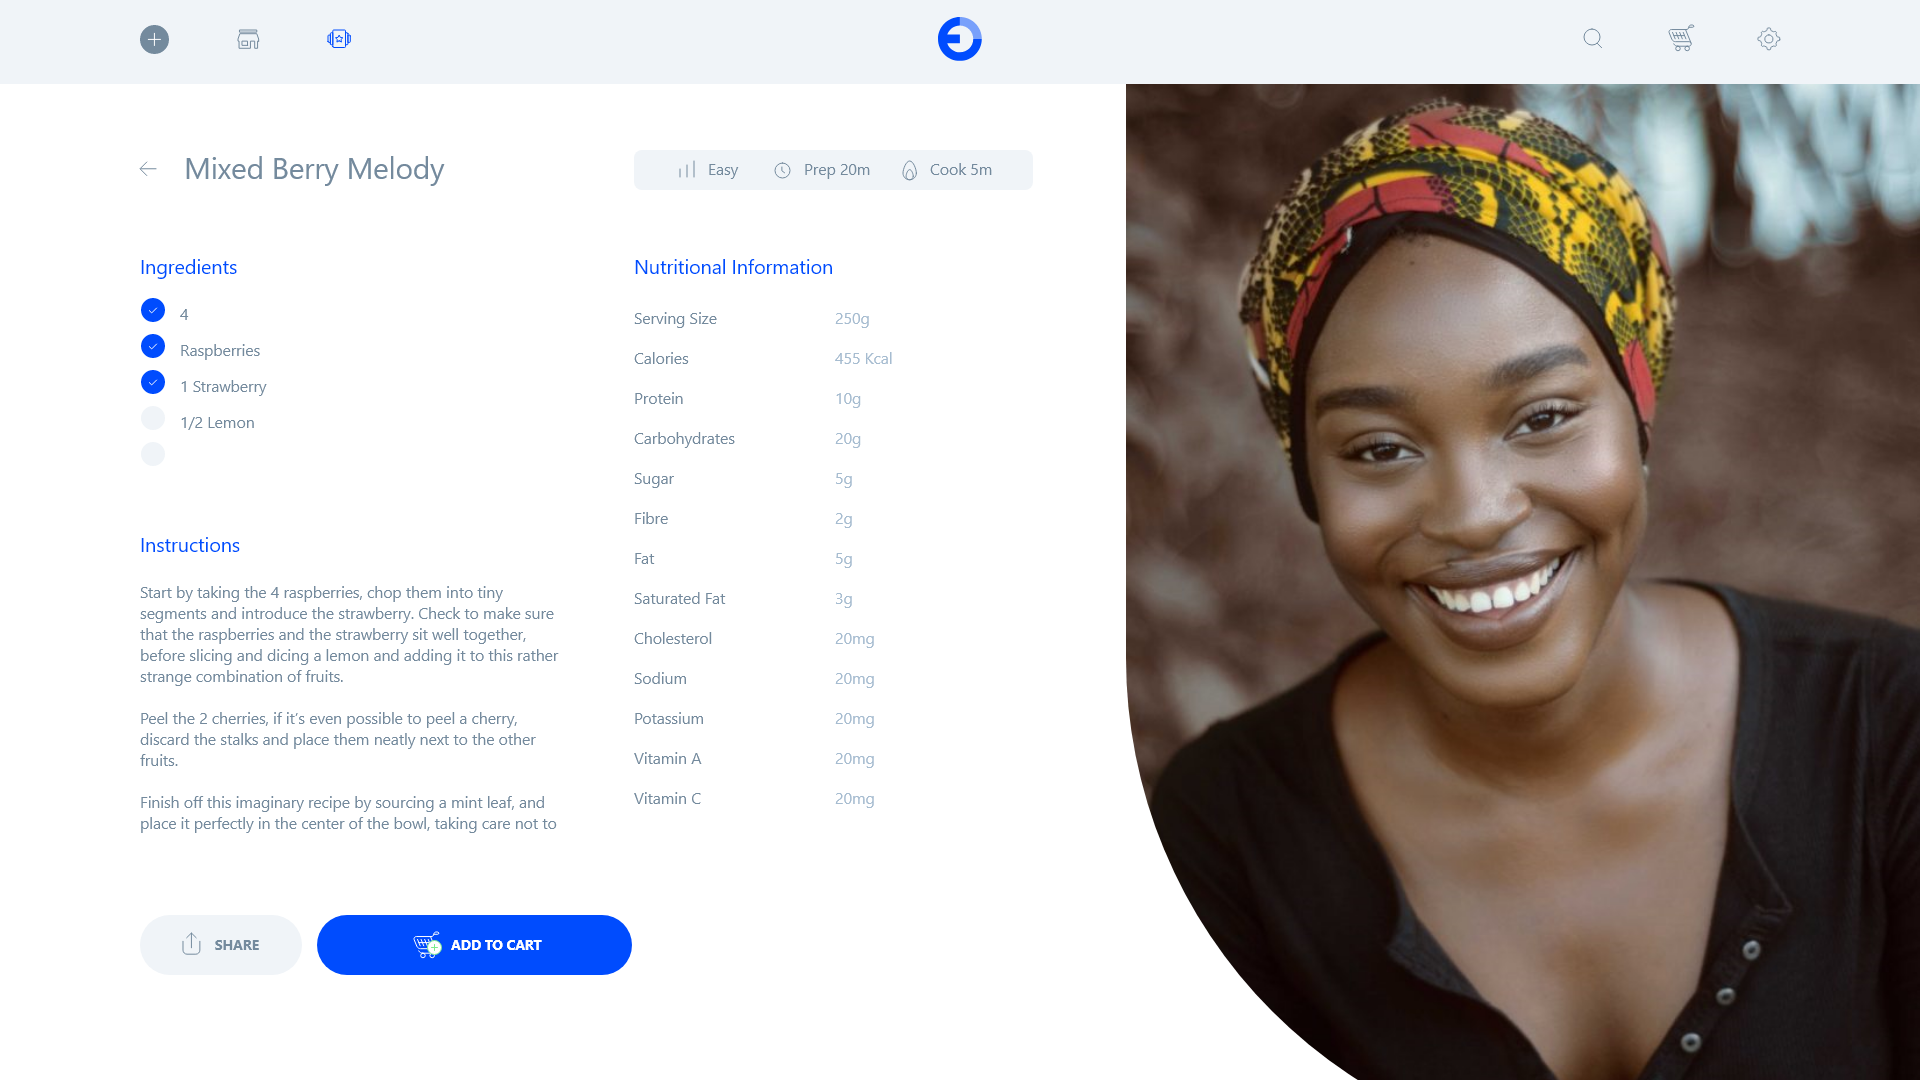 Mixed Berry Melody
Easy
Prep 20m
Cook 5m
Ingredients
4
Raspberries
1 Strawberry
1/2 Lemon
Instructions
Start by taking the 4 raspberries, chop them into tiny
segments and introduce the strawberry. Check to make sure
that the raspberries and the strawberry sit well together,
before slicing and dicing a lemon and adding it to this rather
strange combination of fruits.
Peel the 2 cherries, if it’s even possible to peel a cherry,
discard the stalks and place them neatly next to the other
fruits.
Finish off this imaginary recipe by sourcing a mint leaf, and
place it perfectly in the center of the bowl, taking care not to
Nutritional Information
Serving Size 250g
Calories 455 Kcal
Protein 10g
Carbohydrates 20g
Sugar 5g
Fibre 2g
Fat 5g
Saturated Fat 3g
Cholesterol 20mg
Sodium 20mg
Potassium 20mg
Vitamin A 20mg
Vitamin C 20mg
SHARE
ADD TO CART